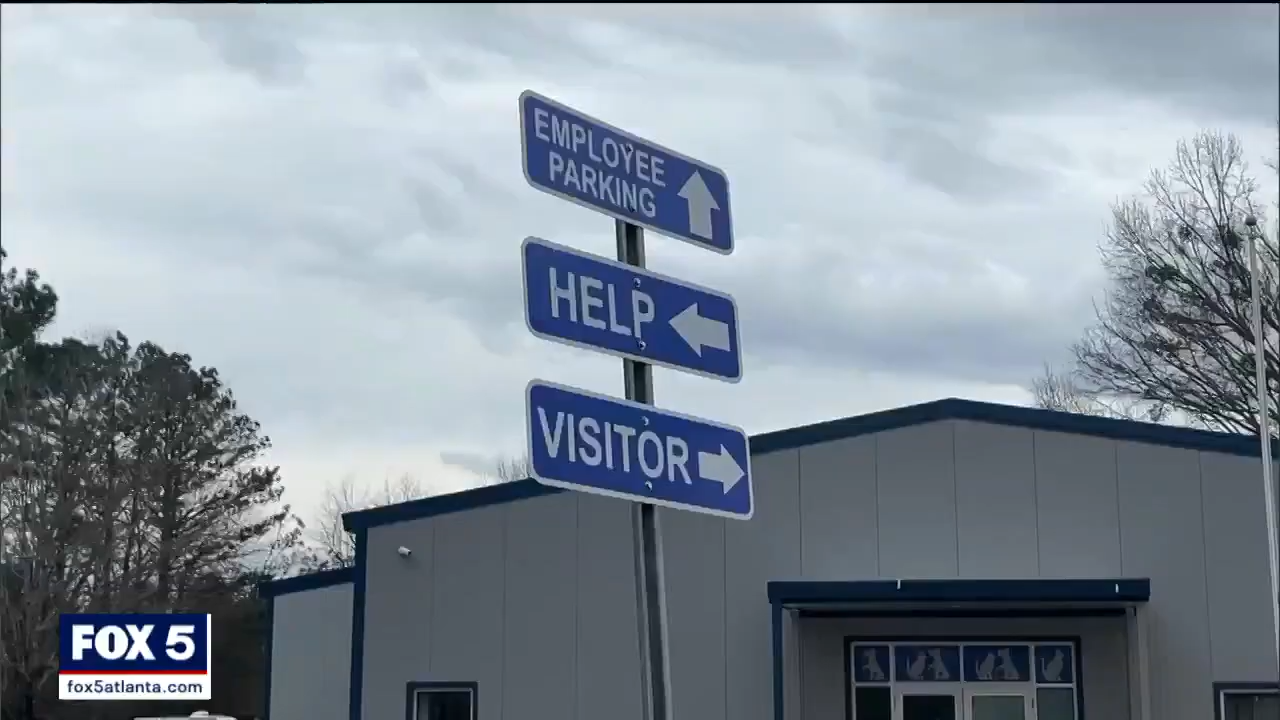 EMPLOYEE
PARKING
HELP
VISITOR
FOX 5
fox5atlanta.com